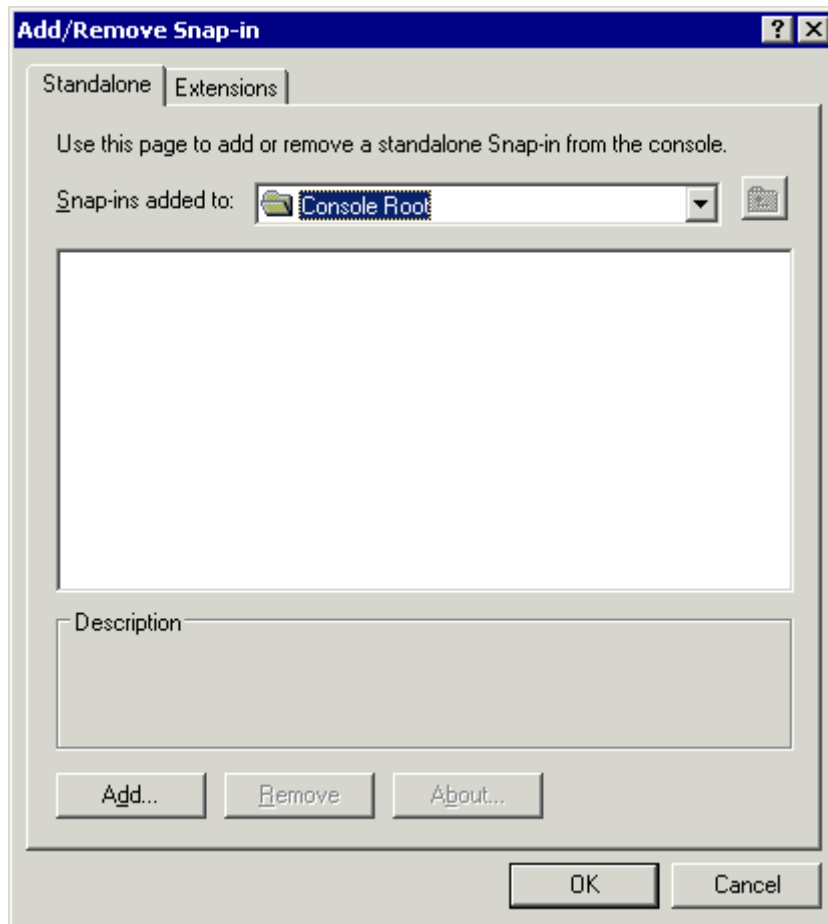 Add/Remove Snap-in
Standalone
Extensions
Use this page to add or remove a standalone Snap-in from the console.
Snap-ins added to:
Console Root
Description
Add...
Remove
About...
OK
Cancel